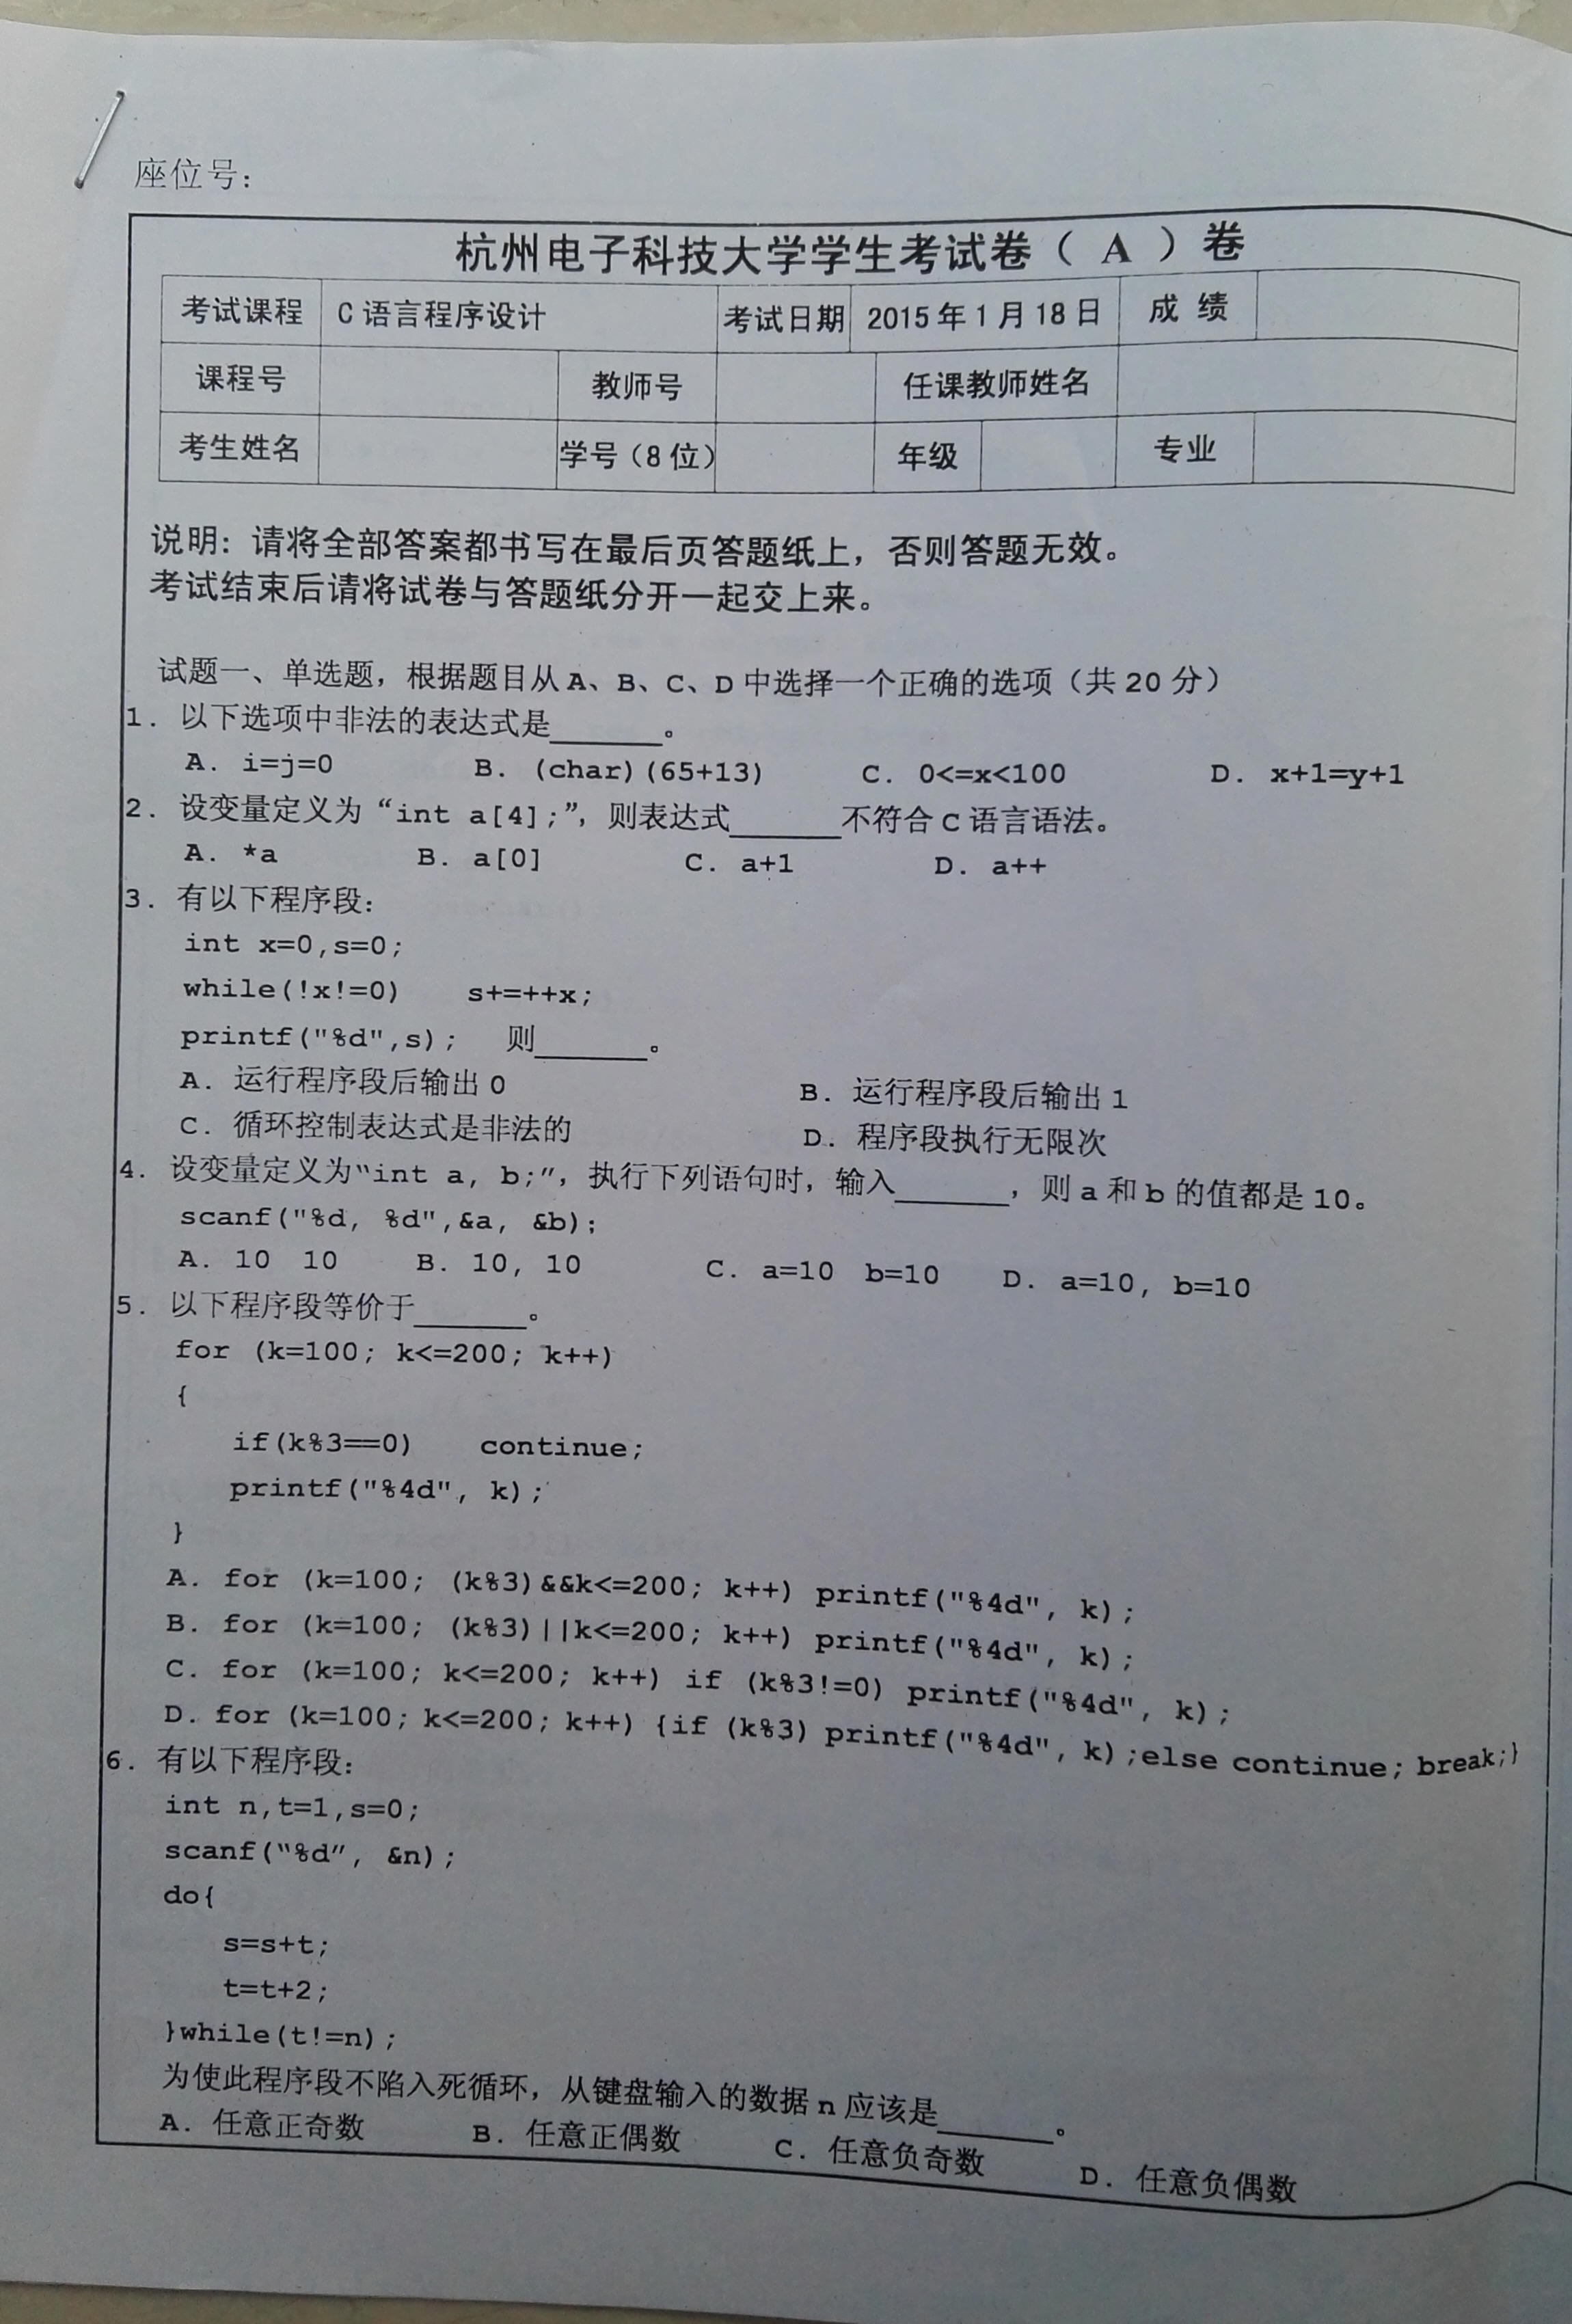 座位号:
杭州电子科技大学学生考试卷（ A ）卷
考试课程 C 语言程序设计 考试日期 2015 年 1 月 18 日 成 绩
课程号 教师号 任课教师姓名
考生姓名 学号（8 位） 年级 专业
说明: 请将全部答案都书写在最后页答题纸上，否则答题无效。
考试结束后请将试卷与答题纸分开一起交上来。
试题一、单选题，根据题目从 A、B、C、D 中选择一个正确的选项（共 20 分）
1. 以下选项中非法的表达式是______。
A. i=j=0 B. (char)(65+13) C. 0<=x<100 D. x+1=y+1
2. 设变量定义为“int a[4];”，则表达式______不符合 C 语言语法。
A. *a B. a[0] C. a+1 D. a++
3. 有以下程序段:
int x=0,s=0;
while(!x!=0) s+=++x;
printf("%d",s); 则______。
A. 运行程序段后输出 0 B. 运行程序段后输出 1
C. 循环控制表达式是非法的 D. 程序段执行无限次
4. 设变量定义为“int a, b;”，执行下列语句时，输入______，则 a 和 b 的值都是 10。
scanf("%d, %d",&a, &b);
A. 10 10 B. 10, 10 C. a=10 b=10 D. a=10, b=10
5. 以下程序段等价于______。
for (k=100; k<=200; k++)
{
if(k%3==0) continue;
printf("%4d", k);
}
A. for (k=100; (k%3)&&k<=200; k++) printf("%4d", k);
B. for (k=100; (k%3)||k<=200; k++) printf("%4d", k);
C. for (k=100; k<=200; k++) if (k%3!=0) printf("%4d", k);
D. for (k=100; k<=200; k++) {if (k%3) printf("%4d", k);else continue; break;}
6. 有以下程序段:
int n,t=1,s=0;
scanf(“%d”, &n);
do{
s=s+t;
t=t+2;
}while(t!=n);
为使此程序段不陷入死循环，从键盘输入的数据 n 应该是______。
A. 任意正奇数 B. 任意正偶数 C. 任意负奇数 D. 任意负偶数